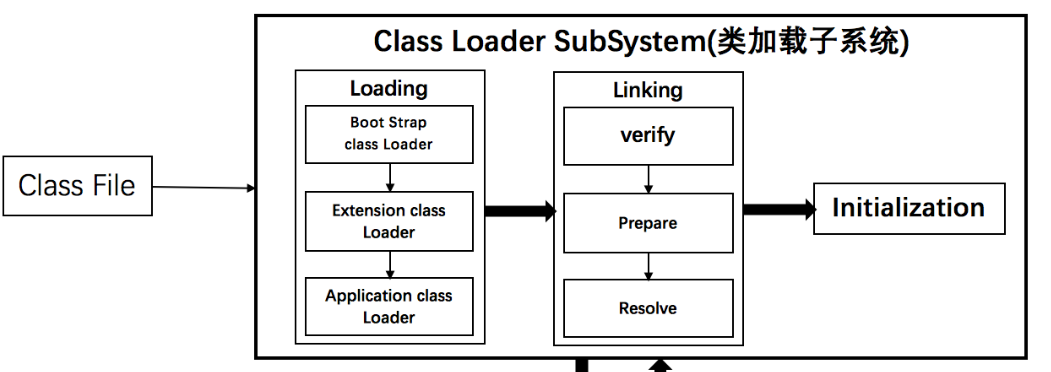 Class Loader SubSystem(类加载子系统)
Class File
Loading
Boot Strap
class Loader
Extension class
Loader
Application class
Loader
Linking
verify
Prepare
Resolve
Initialization